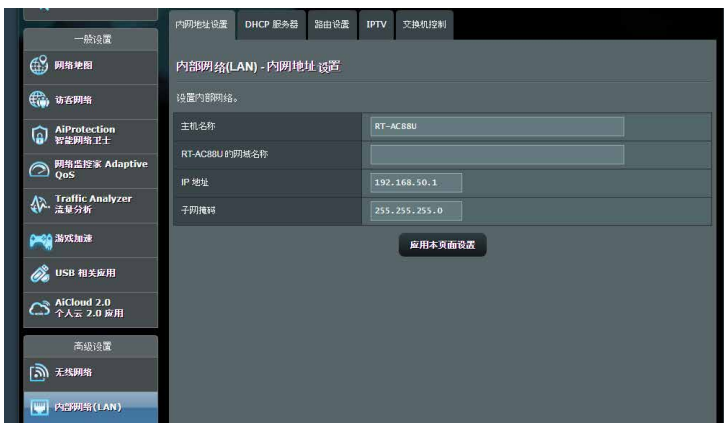 内网地址设置 DHCP 服务器 路由设置 IPTV 交换机控制
一般设置
网络地图
访客网络
AiProtection
智能网络卫士
网络监控家 Adaptive
QoS
Traffic Analyzer
流量分析
游戏加速
USB 相关应用
AiCloud 2.0
个人云 2.0 应用
高级设置
无线网络
内部网络(LAN)
内部网络(LAN) - 内网地址设置
设置内部网络。
主机名称 RT-AC88U
RT-AC88U 的网域名称
IP 地址 192.168.50.1
子网掩码 255.255.255.0
应用本页面设置